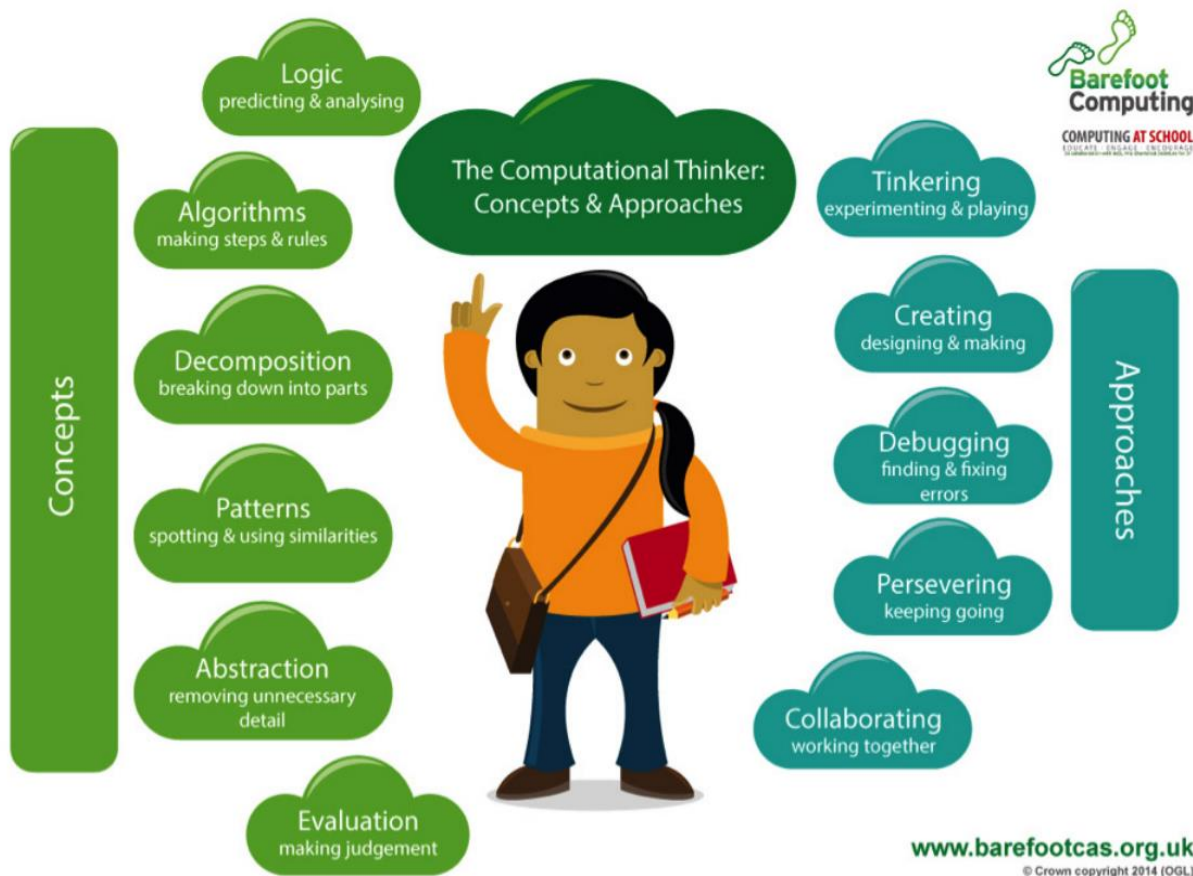 Logic
predicting & analysing
Barefoot
Computing
COMPUTING AT SCHOOL
EDUCATE · ENGAGE · ENCOURAGE
The Computational Thinker:
Concepts & Approaches
Concepts
Algorithms
making steps & rules
Decomposition
breaking down into parts
Patterns
spotting & using similarities
Abstraction
removing unnecessary
detail
Evaluation
making judgement
Tinkering
experimenting & playing
Creating
designing & making
Debugging
finding & fixing
errors
Persevering
keeping going
Collaborating
working together
Approaches
www.barefootcas.org.uk
© Crown copyright 2014 (OGL)